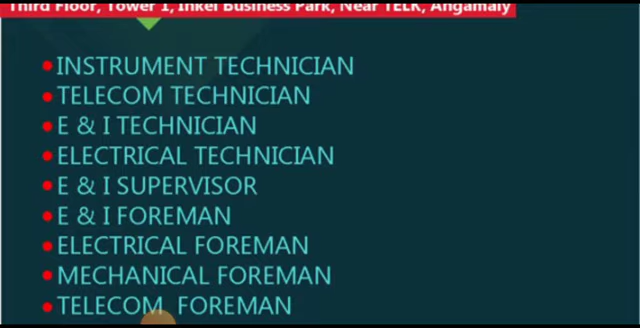 Third Floor, Tower 1, Inkel Business Park, Near TELK, Angamaly
• INSTRUMENT TECHNICIAN
• TELECOM TECHNICIAN
• E & I TECHNICIAN
• ELECTRICAL TECHNICIAN
• E & I SUPERVISOR
• E & I FOREMAN
• ELECTRICAL FOREMAN
• MECHANICAL FOREMAN
• TELECOM FOREMAN